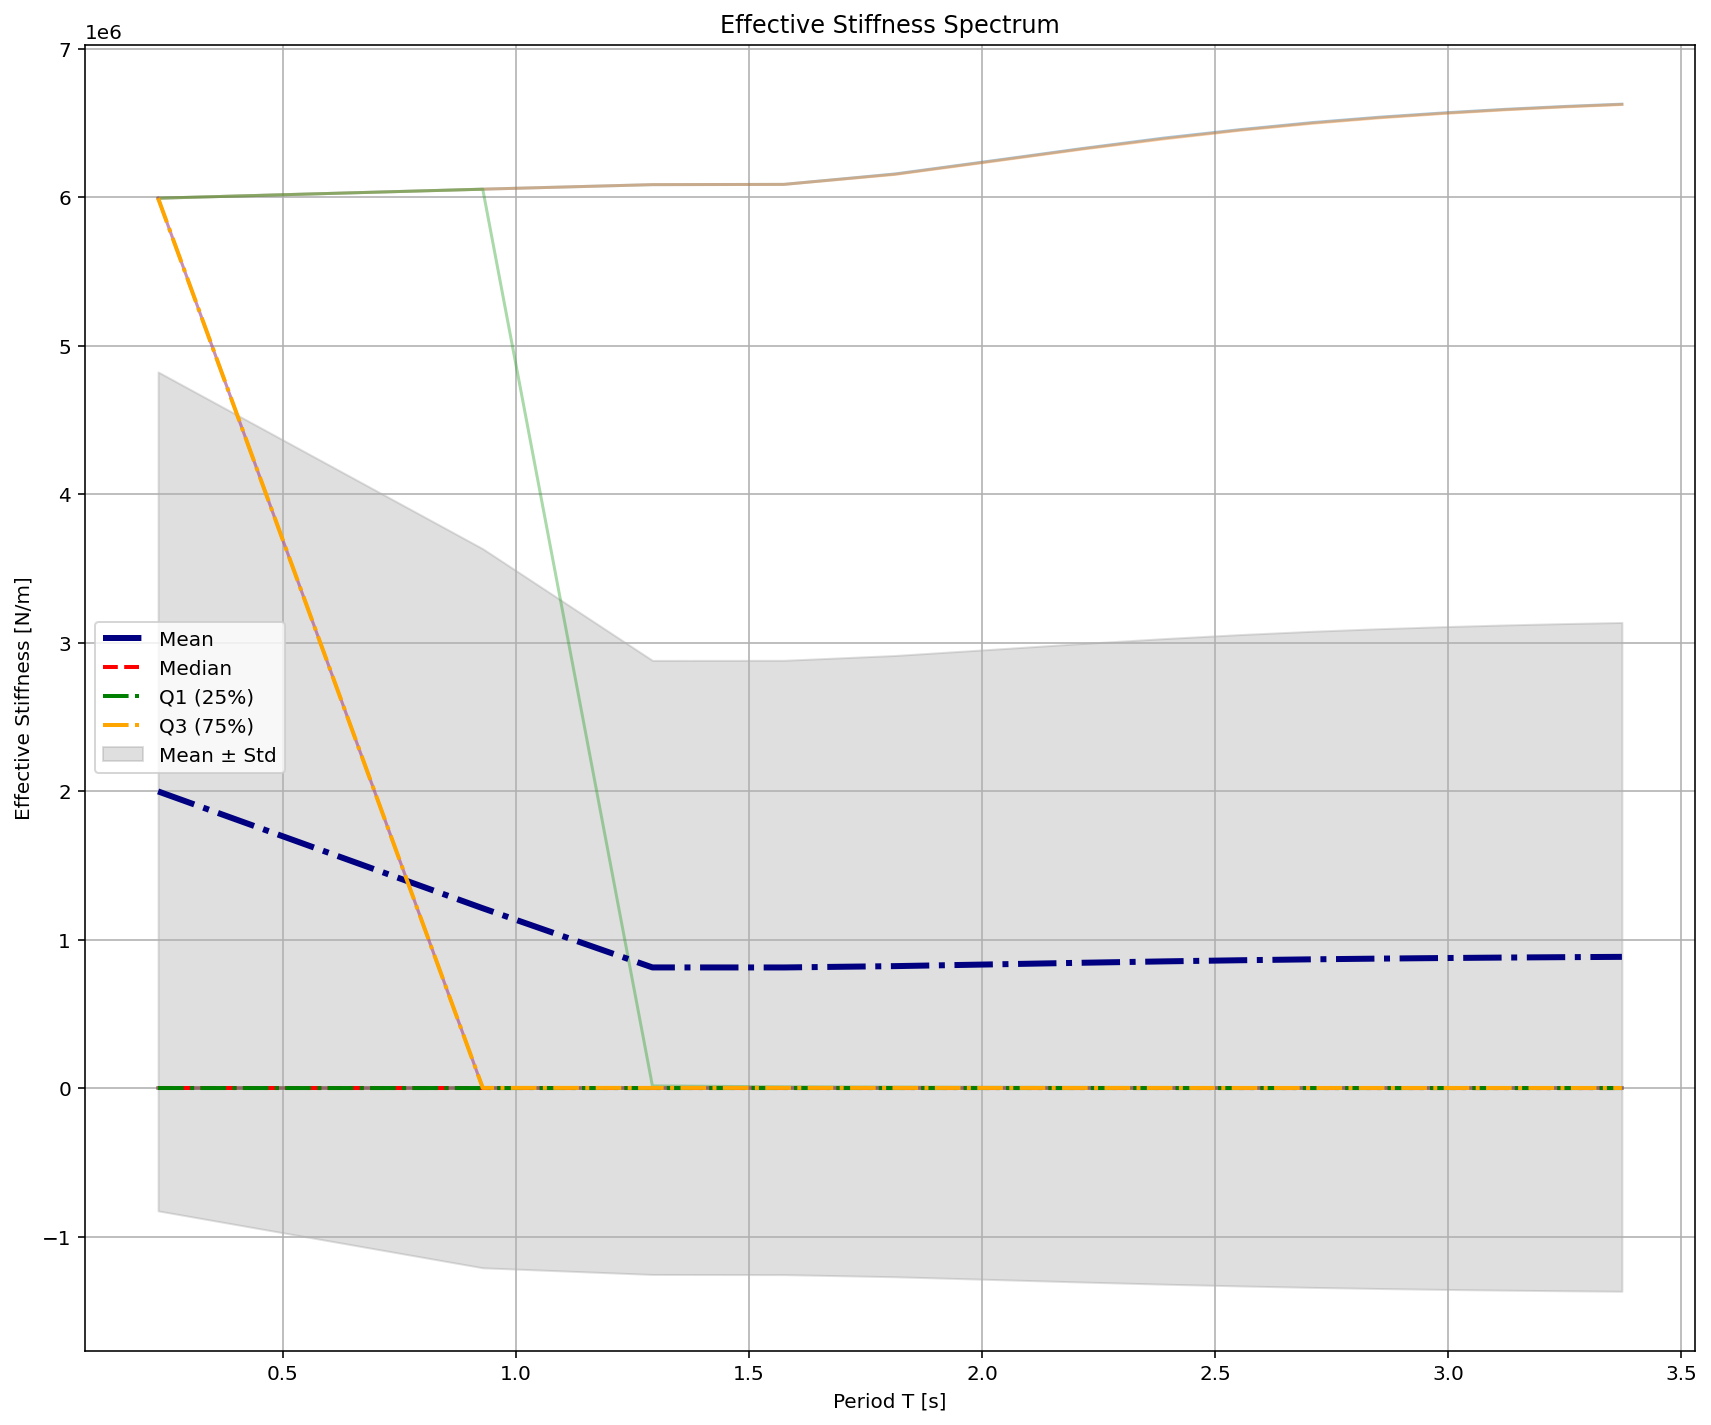 Effective Stiffness Spectrum
1e6
7
6
5
4
3
2
1
0
−1
Effective Stiffness [N/m]
Mean
Median
Q1 (25%)
Q3 (75%)
Mean ± Std
0.5 1.0 1.5 2.0 2.5 3.0 3.5
Period T [s]